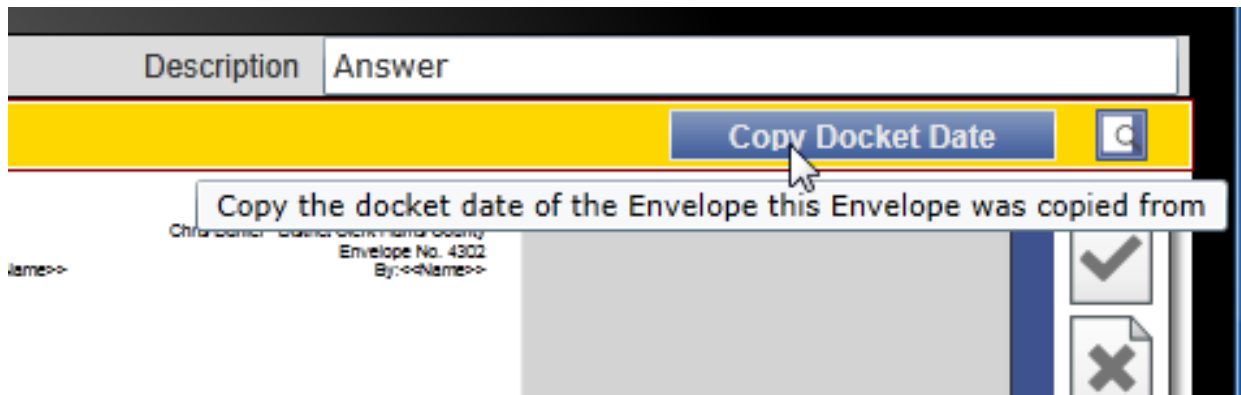 Description Answer
Copy Docket Date
Copy the docket date of the Envelope this Envelope was copied from
Envelope No. 4302
By:<<Name>>